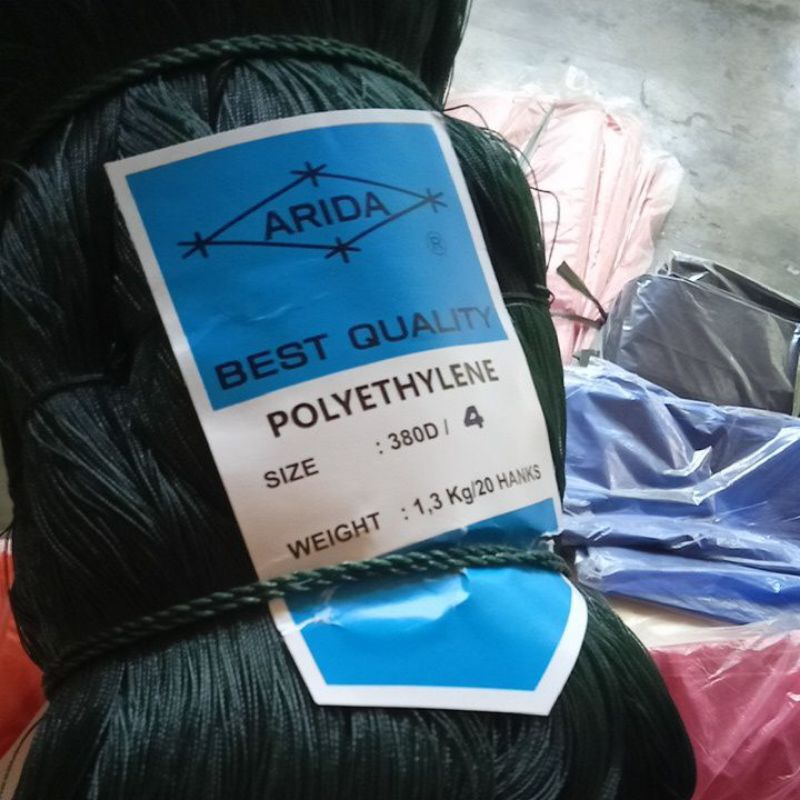 ARIDA
®
BEST QUALITY
POLYETHYLENE
SIZE : 380D / 4
WEIGHT : 1,3 Kg/20 HANKS